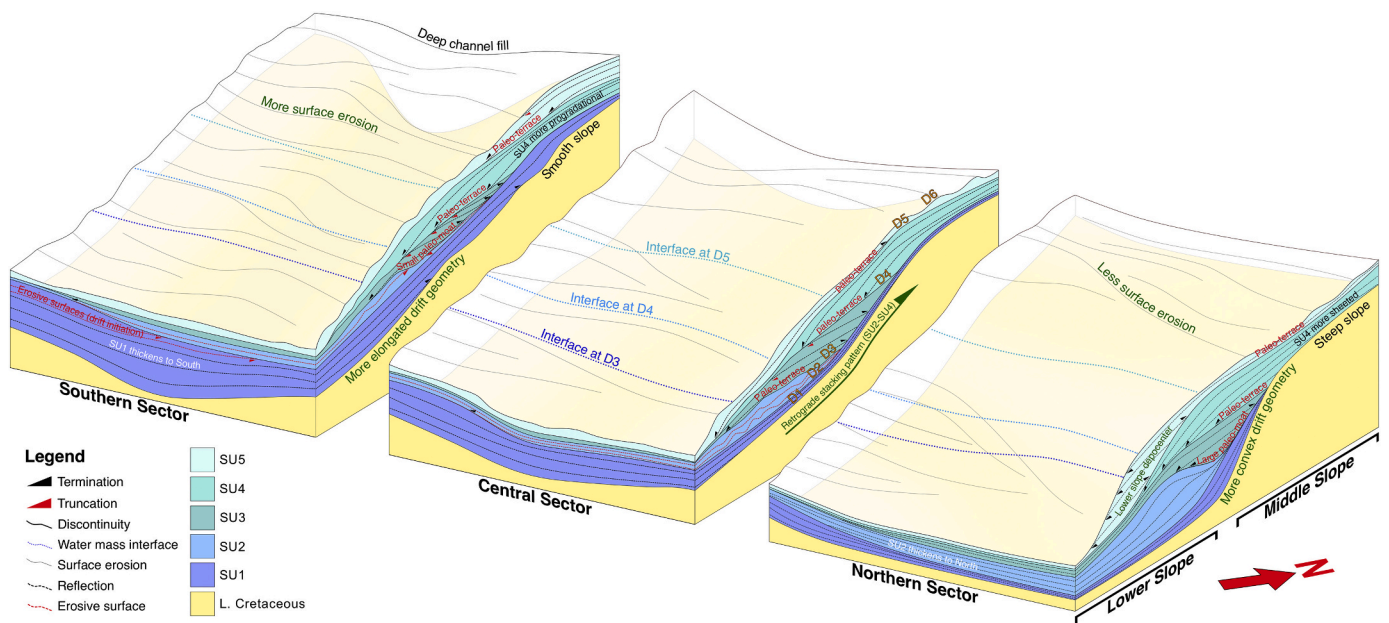 Deep channel fill
More surface erosion
Paleo-terrace
SU4 more progradational
Smooth slope
Paleo-terrace
Small paleo-moat
More elongated drift geometry
Erosive surfaces (drift initiation)
SU1 thickens to South
Southern Sector
Interface at D5
Interface at D4
Interface at D3
D6
D5
paleo-terrace
D4
paleo-terrace
D3
D2
Paleo-terrace
D1
Retrograde stacking pattern (SU2-SU4)
Central Sector
Less surface erosion
Paleo-terrace
SU4 more sheeted
Steep slope
Paleo-terrace
Large paleo-moat
More convex drift geometry
Lower slope depocenter
SU2 thickens to North
Northern Sector
Lower Slope
Middle Slope
N
Legend
Termination
Truncation
Discontinuity
Water mass interface
Surface erosion
Reflection
Erosive surface
SU5
SU4
SU3
SU2
SU1
L. Cretaceous